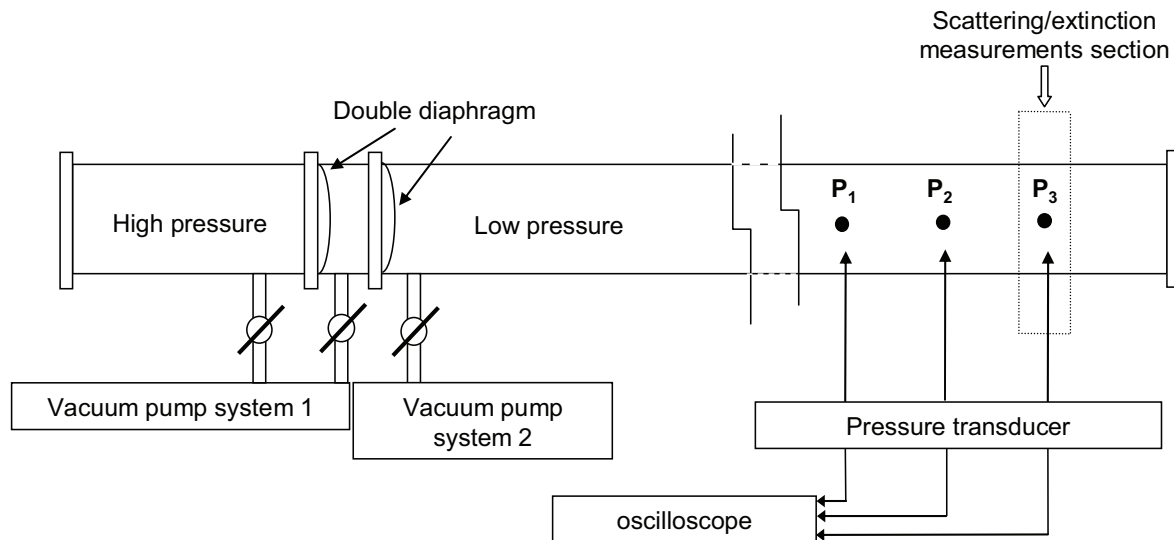 Scattering/extinction
measurements section
Double diaphragm
P1
P2
P3
High pressure
Low pressure
Vacuum pump system 1
Vacuum pump
system 2
Pressure transducer
oscilloscope